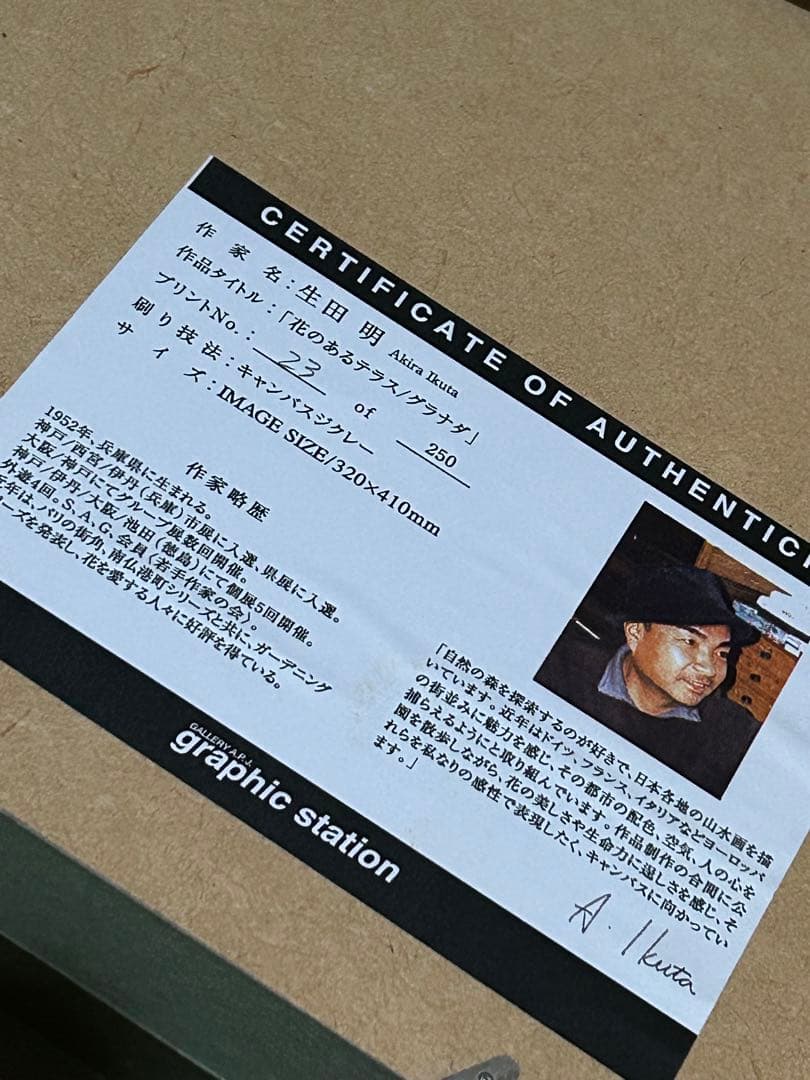 CERTIFICATE OF AUTHENTICI
作家名：生田 明 Akira Ikuta
作品タイトル：「花のあるテラス/グラナダ」
プリントNo.： 23 of 250
刷り技法：キャンバスジクレー
サイズ：IMAGE SIZE/320×410mm
作家略歴
1952年、兵庫県に生まれる。
神戸/西宮/伊丹(兵庫)市展に入選、県展に入選。
大阪/神戸にてグループ展数回開催。
神戸/伊丹/大阪/池田(徳島)にて個展5回開催。
外遊4回。S.A.G.会員〈若手作家の会〉。
年は、パリの街角、南仏港町シリーズと共に、ガーデニング
ーズを発表し、花を愛する人々に好評を得ている。
「自然の森を探索するのが好きで、日本各地の山水画を描
いています。近年はドイツ、フランス、イタリアなどヨーロッパ
の街並みに魅力を感じ、その都市の配色、空気、人の心を
捕らえるようにと取り組んでいます。作品制作の合間に公
園を散歩しながら、花の美しさや生命力に逞しさを感じ、そ
れらを私なりの感性で表現したく、キャンバスに向かってい
ます。」
A. Ikuta
GALLERY A.P.J.
graphic station